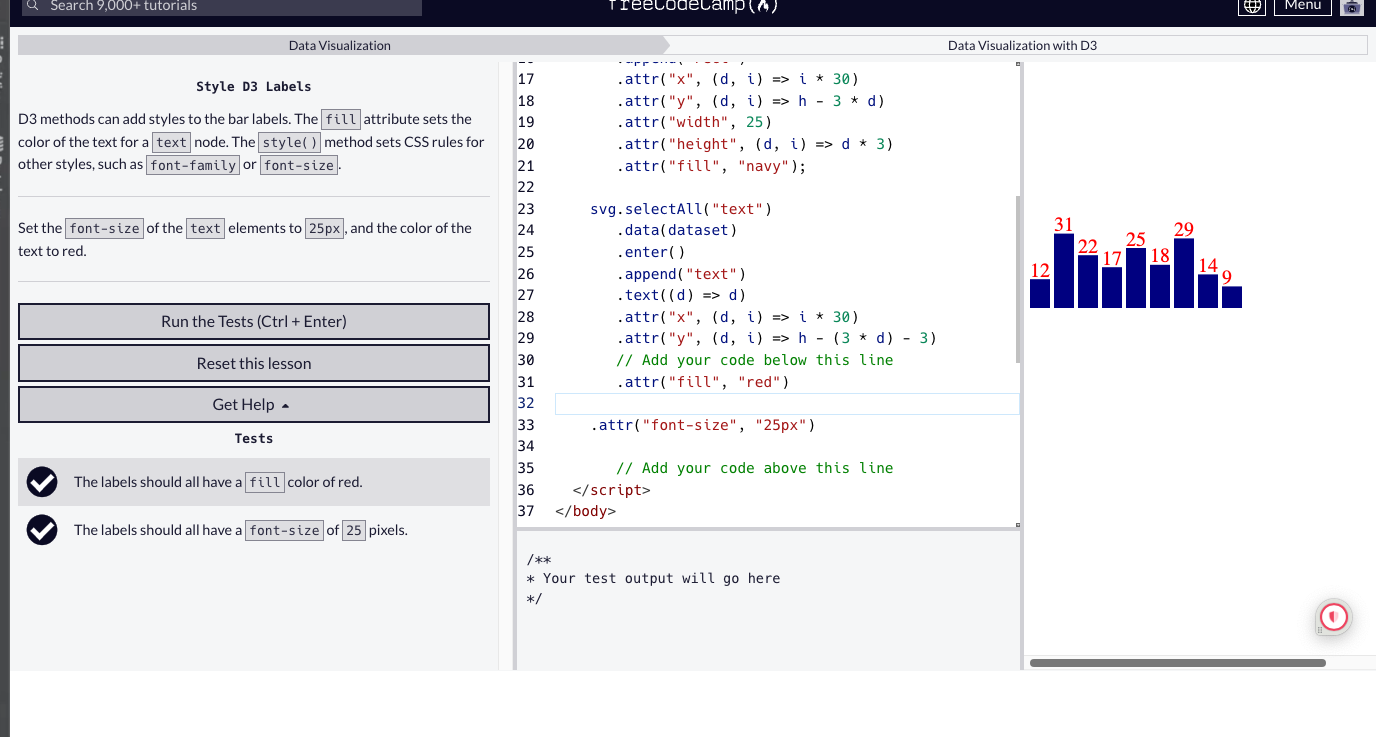 Search 9,000+ tutorials
freeCodeCamp(
Menu
Data Visualization
Data Visualization with D3
Style D3 Labels
D3 methods can add styles to the bar labels. The fill attribute sets the
color of the text for a text node. The style() method sets CSS rules for
other styles, such as font-family or font-size.
Set the font-size of the text elements to 25px, and the color of the
text to red.
Run the Tests (Ctrl + Enter)
Reset this lesson
Get Help
Tests
The labels should all have a fill color of red.
The labels should all have a font-size of 25 pixels.
16 .append("rect")
17 .attr("x", (d, i) => i * 30)
18 .attr("y", (d, i) => h - 3 * d)
19 .attr("width", 25)
20 .attr("height", (d, i) => d * 3)
21 .attr("fill", "navy");
22
23 svg.selectAll("text")
24 .data(dataset)
25 .enter()
26 .append("text")
27 .text((d) => d)
28 .attr("x", (d, i) => i * 30)
29 .attr("y", (d, i) => h - (3 * d) - 3)
30 // Add your code below this line
31 .attr("fill", "red")
32
33 .attr("font-size", "25px")
34
35 // Add your code above this line
36 </script>
37 </body>
/**
* Your test output will go here
*/
12 31 22 17 25 18 29 14 9